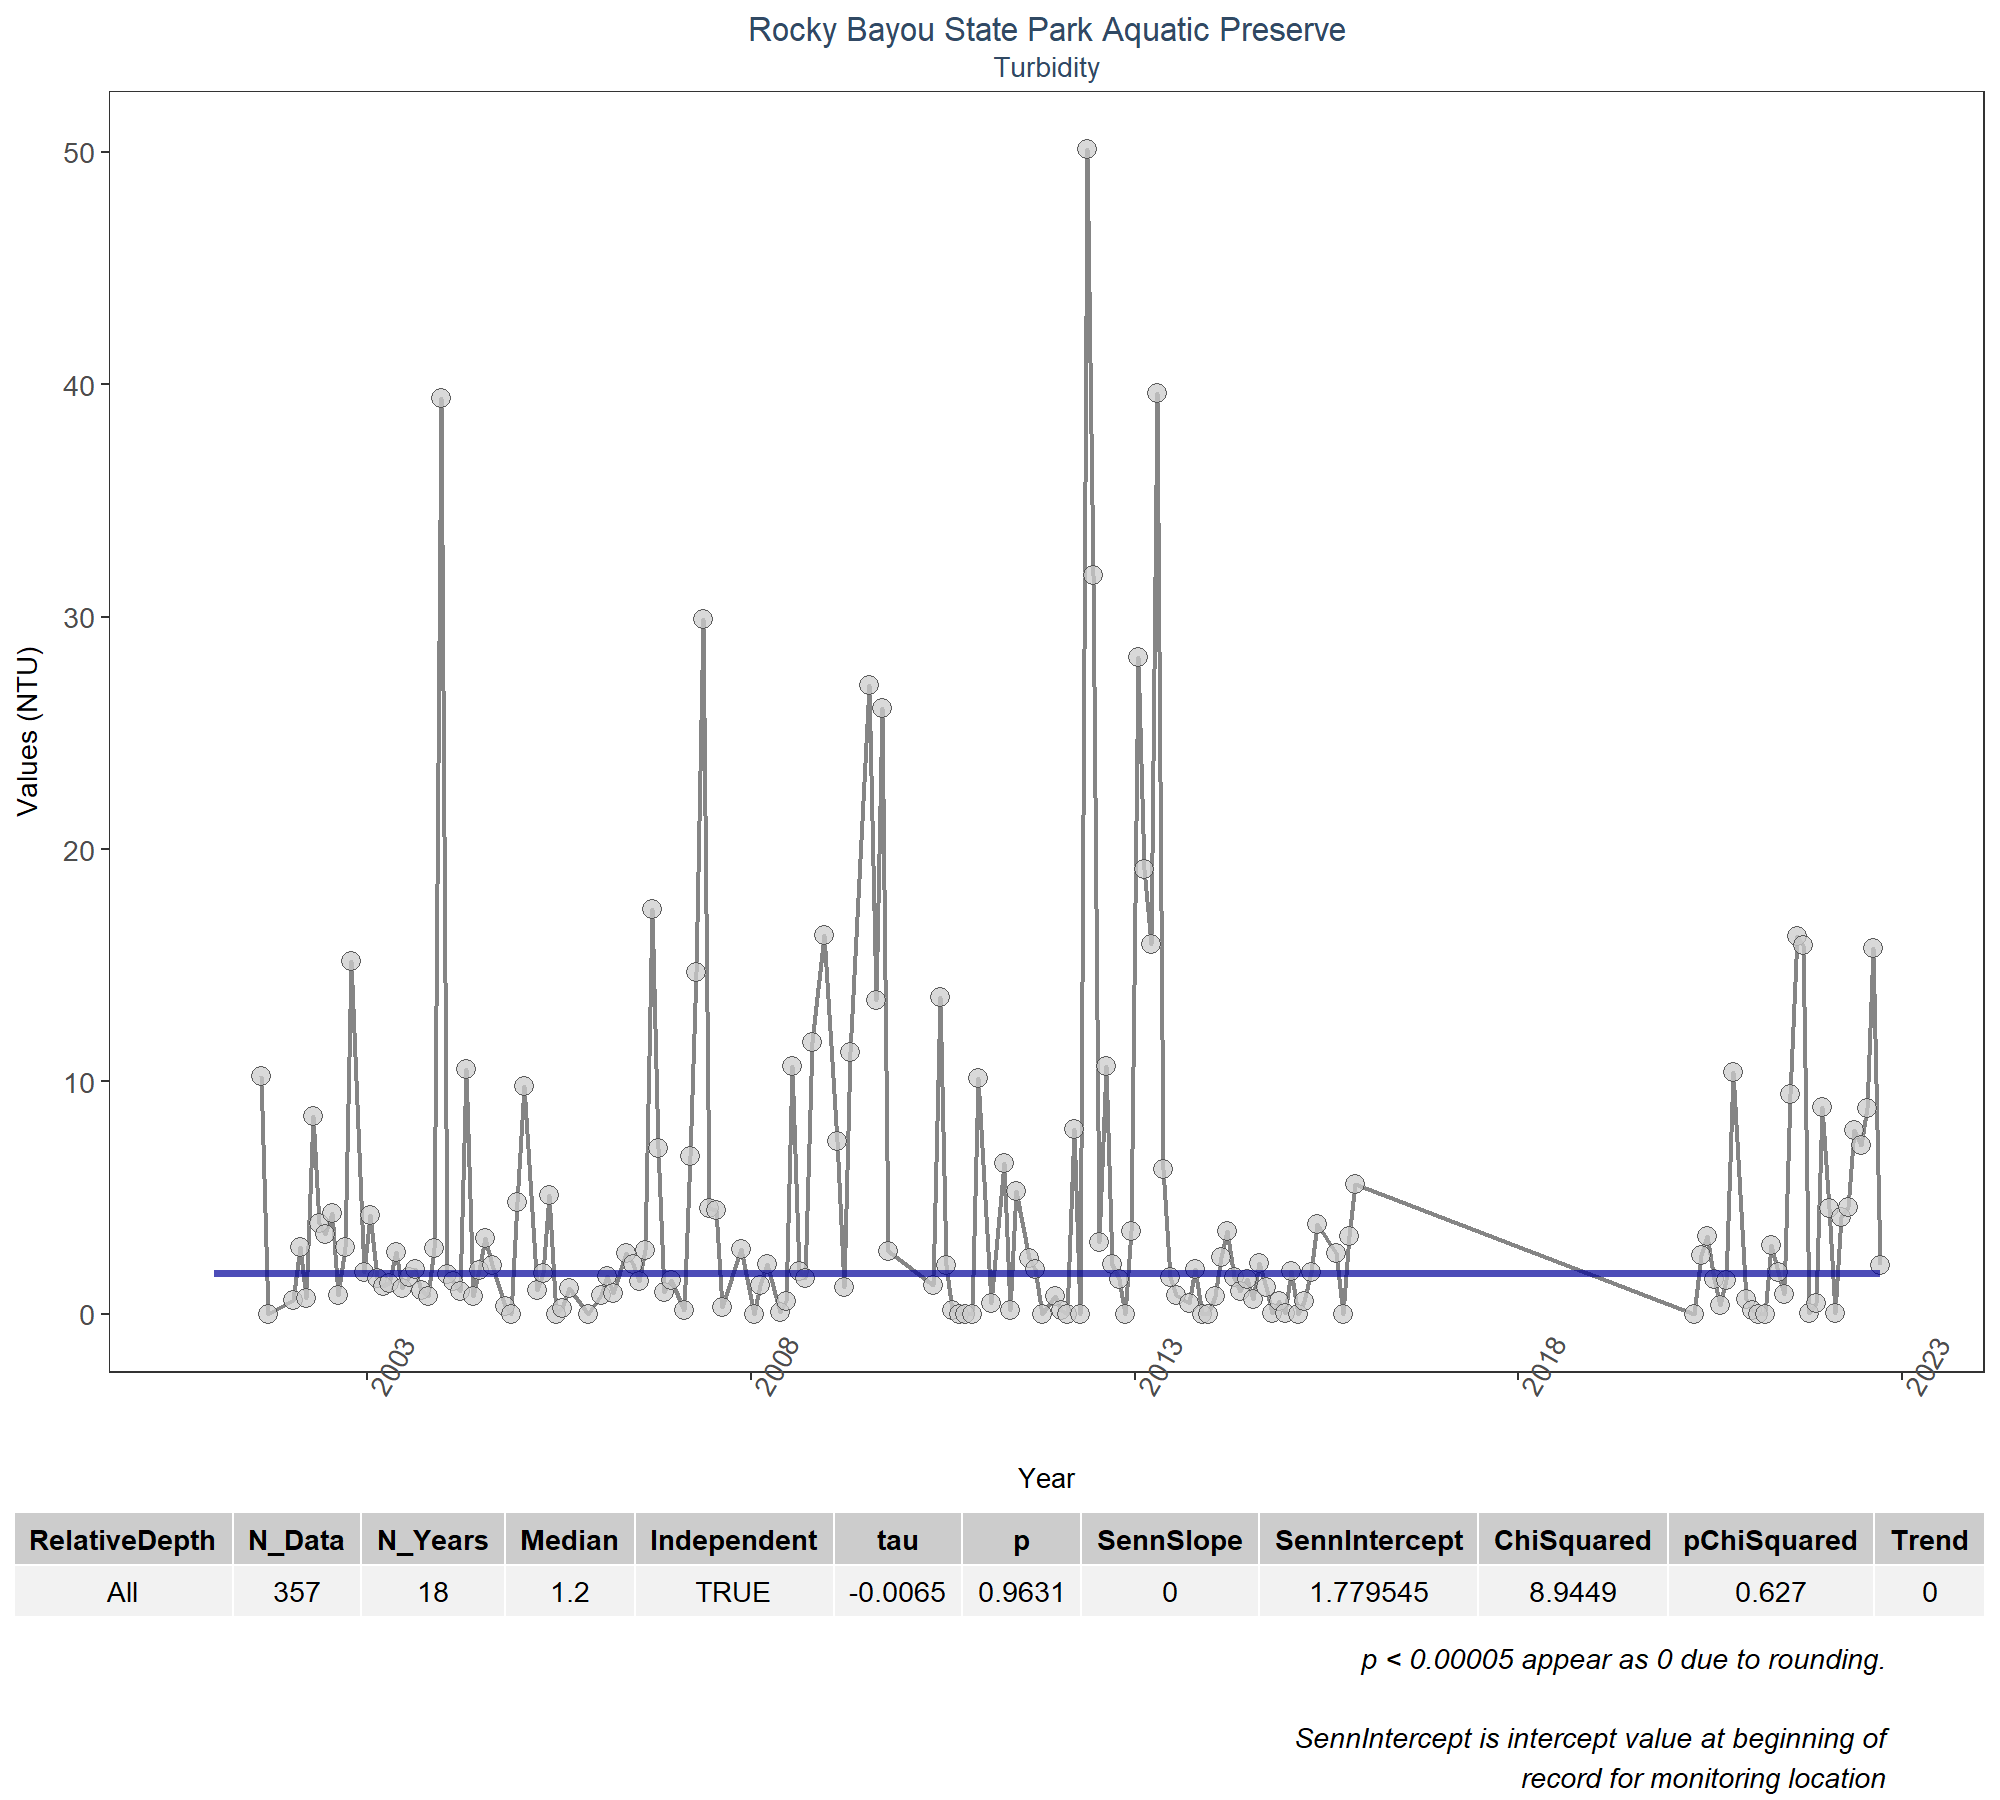 Rocky Bayou State Park Aquatic Preserve
Turbidity
50
40
30
20
10
0
Values (NTU)
2003
2008
2013
2018
2023
Year
RelativeDepth N_Data N_Years Median Independent tau p SennSlope SennIntercept ChiSquared pChiSquared Trend
All 357 18 1.2 TRUE -0.0065 0.9631 0 1.779545 8.9449 0.627 0
p < 0.00005 appear as 0 due to rounding.
SennIntercept is intercept value at beginning of
record for monitoring location